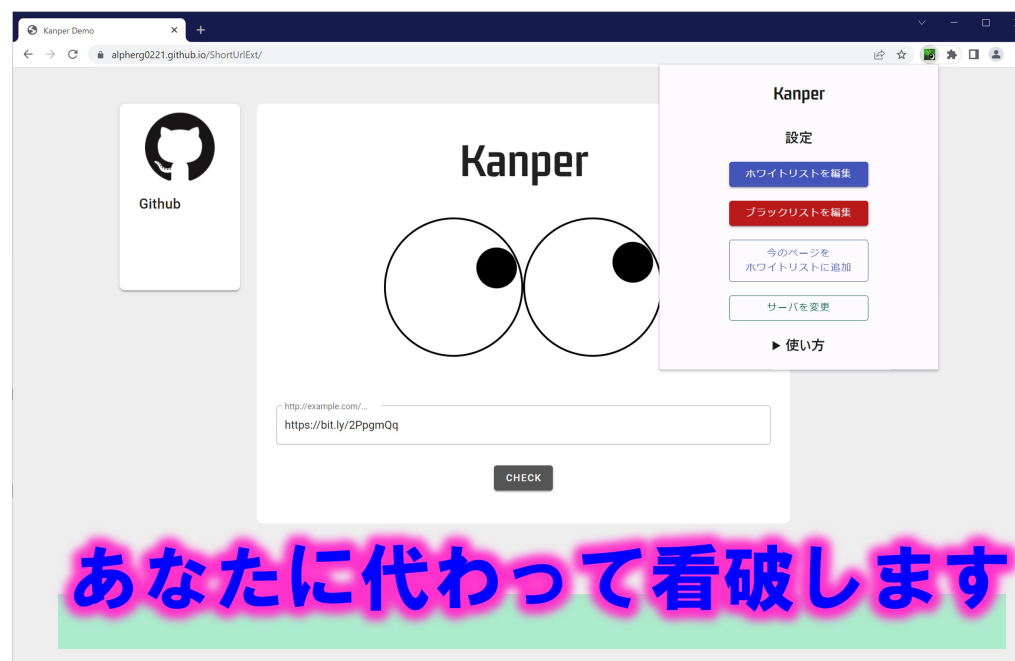 Kanper Demo
alpherg0221.github.io/ShortUrlExt/
Github
Kanper
http://example.com/...
https://bit.ly/2PpgmQq
CHECK
Kanper
設定
ホワイトリストを編集
ブラックリストを編集
今のページを
ホワイトリストに追加
サーバを変更
▶ 使い方
あなたに代わって看破します